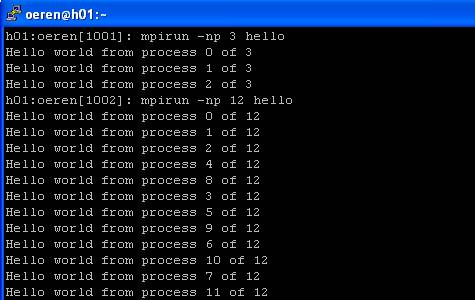 oeren@h01:~
h01:oeren[1001]: mpirun -np 3 hello
Hello world from process 0 of 3
Hello world from process 1 of 3
Hello world from process 2 of 3
h01:oeren[1002]: mpirun -np 12 hello
Hello world from process 0 of 12
Hello world from process 1 of 12
Hello world from process 2 of 12
Hello world from process 4 of 12
Hello world from process 8 of 12
Hello world from process 3 of 12
Hello world from process 5 of 12
Hello world from process 9 of 12
Hello world from process 6 of 12
Hello world from process 10 of 12
Hello world from process 7 of 12
Hello world from process 11 of 12